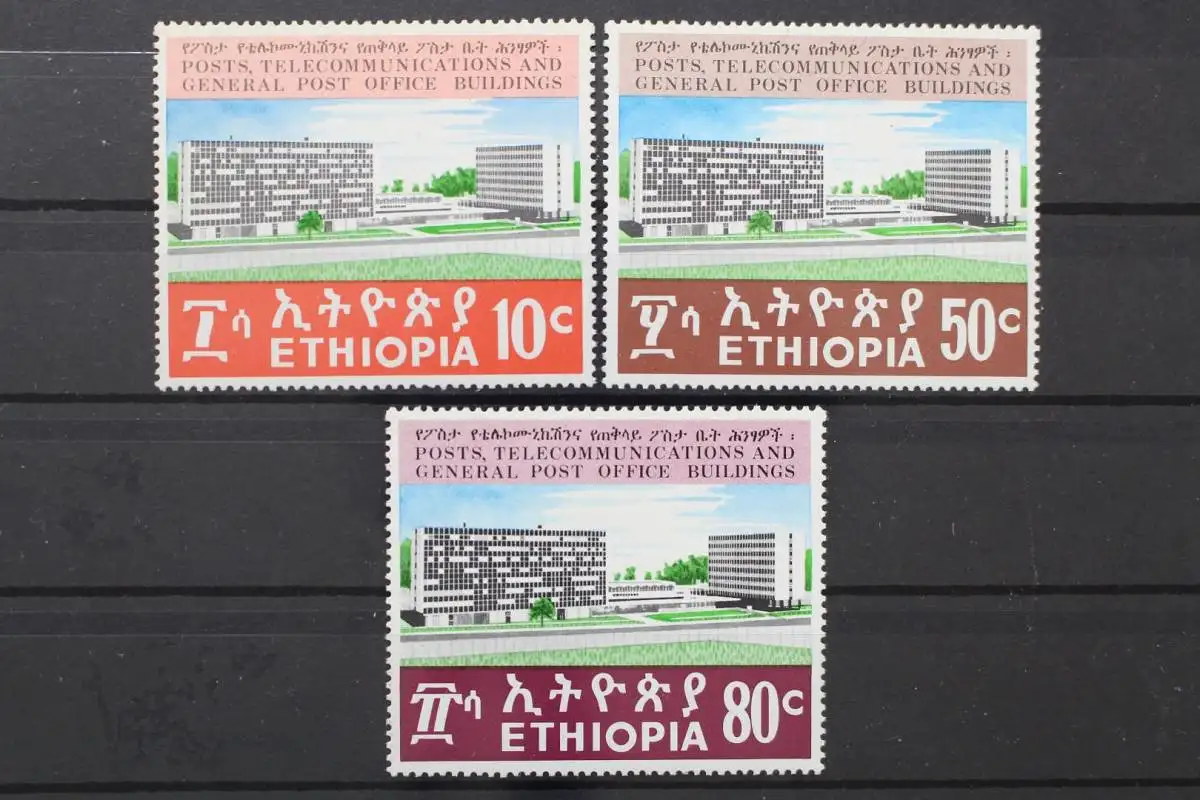 የፖስታ የቴሌኮሙኒኬሽንና የጠቅላይ ፖስታ ቤት ሕንፃዎች ፡
POSTS, TELECOMMUNICATIONS AND
GENERAL POST OFFICE BUILDINGS
፲ ሳ ኢትዮጵያ 10c
ETHIOPIA
የፖስታ የቴሌኮሙኒኬሽንና የጠቅላይ ፖስታ ቤት ሕንፃዎች ፡
POSTS, TELECOMMUNICATIONS AND
GENERAL POST OFFICE BUILDINGS
፶ ሳ ኢትዮጵያ 50c
ETHIOPIA
የፖስታ የቴሌኮሙኒኬሽንና የጠቅላይ ፖስታ ቤት ሕንፃዎች ፡
POSTS, TELECOMMUNICATIONS AND
GENERAL POST OFFICE BUILDINGS
፹ ሳ ኢትዮጵያ 80c
ETHIOPIA